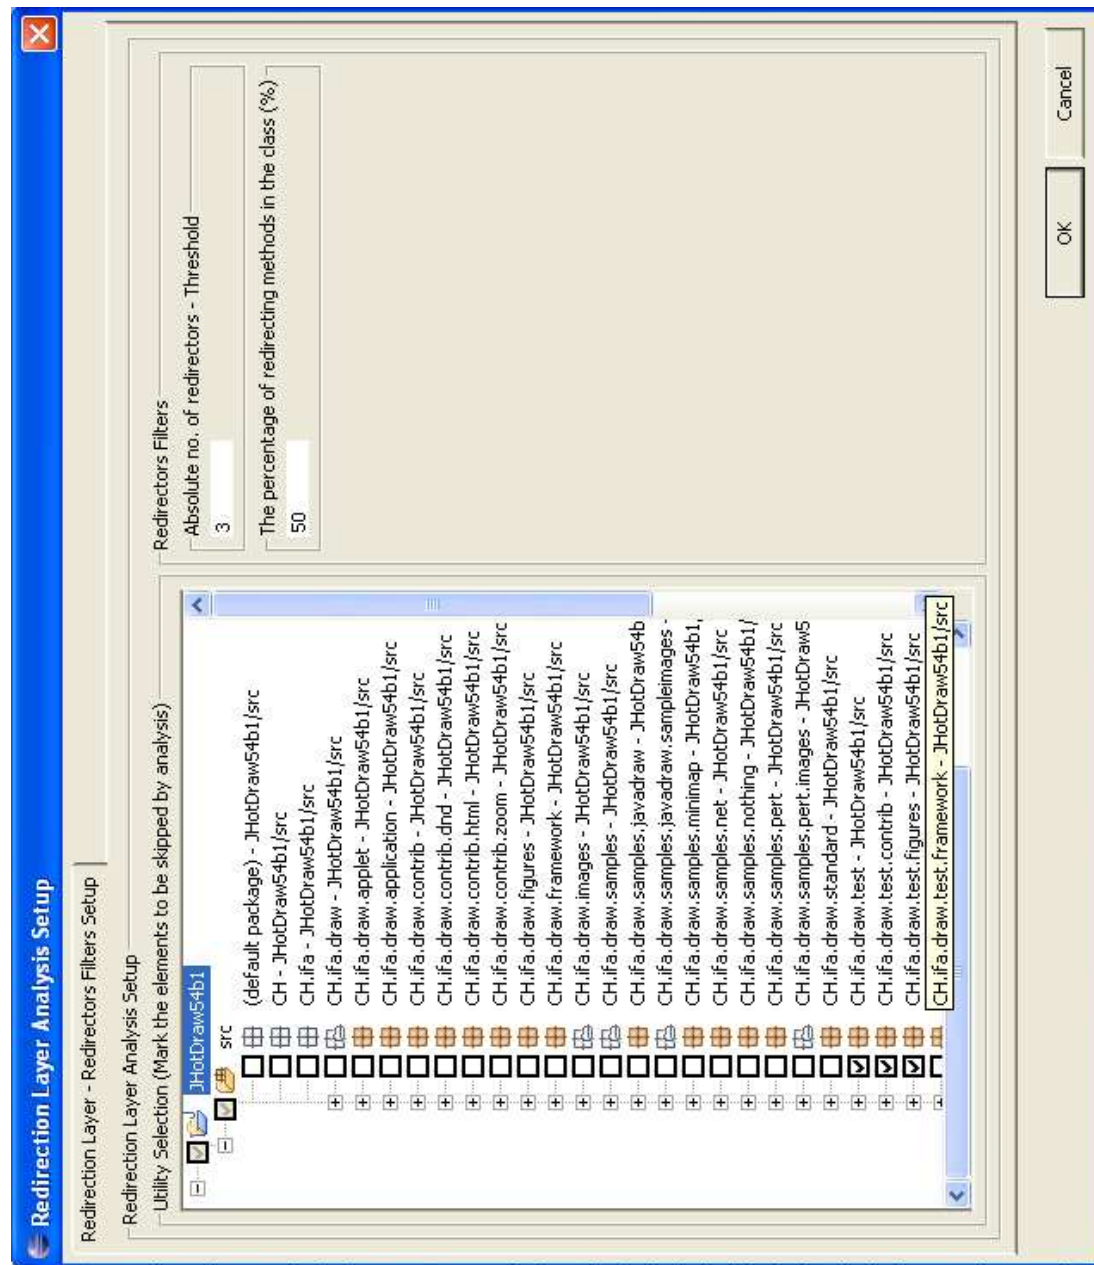 Redirection Layer Analysis Setup
Redirection Layer - Redirectors Filters Setup
Redirection Layer Analysis Setup
Utility Selection (Mark the elements to be skipped by analysis)
JHotDraw54b1
src
(default package) - JHotDraw54b1/src
CH - JHotDraw54b1/src
CH.ifa - JHotDraw54b1/src
CH.ifa.draw - JHotDraw54b1/src
CH.ifa.draw.applet - JHotDraw54b1/src
CH.ifa.draw.application - JHotDraw54b1/src
CH.ifa.draw.contrib - JHotDraw54b1/src
CH.ifa.draw.contrib.dnd - JHotDraw54b1/src
CH.ifa.draw.contrib.html - JHotDraw54b1/src
CH.ifa.draw.contrib.zoom - JHotDraw54b1/src
CH.ifa.draw.figures - JHotDraw54b1/src
CH.ifa.draw.framework - JHotDraw54b1/src
CH.ifa.draw.images - JHotDraw54b1/src
CH.ifa.draw.samples - JHotDraw54b1/src
CH.ifa.draw.samples.javadraw - JHotDraw54b
CH.ifa.draw.samples.javadraw.sampleimages -
CH.ifa.draw.samples.minimap - JHotDraw54b1,
CH.ifa.draw.samples.net - JHotDraw54b1/src
CH.ifa.draw.samples.nothing - JHotDraw54b1/
CH.ifa.draw.samples.pert - JHotDraw54b1/src
CH.ifa.draw.samples.pert.images - JHotDraw5
CH.ifa.draw.standard - JHotDraw54b1/src
CH.ifa.draw.test - JHotDraw54b1/src
CH.ifa.draw.test.contrib - JHotDraw54b1/src
CH.ifa.draw.test.figures - JHotDraw54b1/src
CH.ifa.draw.test.framework - JHotDraw54b1/src
Redirectors Filters
Absolute no. of redirectors - Threshold
3
The percentage of redirecting methods in the class (%)
50
OK
Cancel